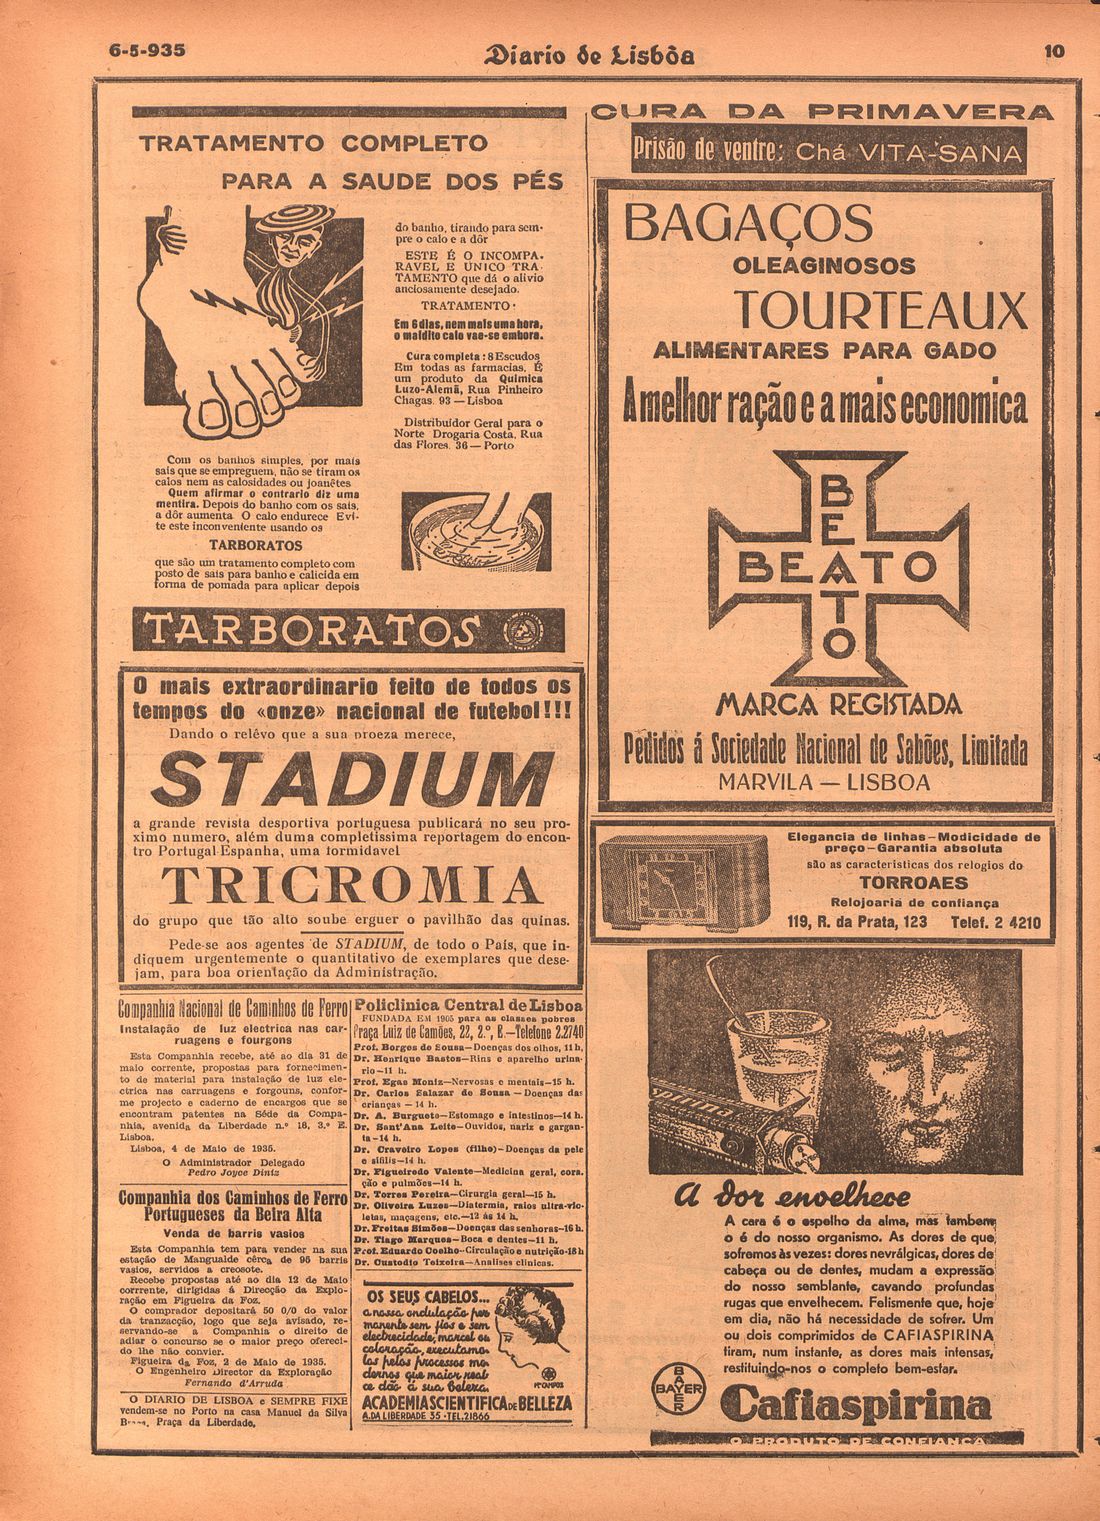 6-5-935
Diario de Lisbôa
10
TRATAMENTO COMPLETO
PARA A SAUDE DOS PÉS
do banho, tirando para sem-
pre o calo e a dôr
ESTE É O INCOMPA-
RAVEL E UNICO TRA-
TAMENTO que dá o alivio
anciosamente desejado.
TRATAMENTO
Em 6 dias, nem mais uma hora,
o maldito calo vae-se embora.
Cura completa: 8 Escudos
Em todas as farmacias. É
um produto da Quimica
Luzo-Alemã, Rua Pinheiro
Chagas. 93 — Lisboa
Distribuídor Geral para o
Norte Drogaria Costa, Rua
das Flores. 36 — Porto
Com os banhos simples, por mais
sais que se empreguem, não se tiram os
calos nem as calosidades ou joanêtes
Quem afirmar o contrario diz uma
mentira. Depois do banho com os sais,
a dôr aumenta O calo endurece Evi-
te este inconveniente usando os
TARBORATOS
que são um tratamento completo com
posto de sais para banho e calicida em
forma de pomada para aplicar depois
TARBORATOS
O mais extraordinario feito de todos os
tempos do «onze» nacional de futebol!!!
Dando o relêvo que a sua proeza merece,
STADIUM
a grande revista desportiva portuguesa publicará no seu pro-
ximo numero, além duma completissima reportagem do encon-
tro Portugal-Espanha, uma formidavel
TRICROMIA
do grupo que tão alto soube erguer o pavilhão das quinas.
Pede-se aos agentes de STADIUM, de todo o País, que in-
diquem urgentemente o quantitativo de exemplares que dese-
jam, para boa orientação da Administração.
Companhia Nacional de Caminhos de Ferro
Instalação de luz electrica nas car-
ruagens e fourgons
Esta Companhia recebe, até ao dia 31 de
maio corrente, propostas para fornecimen-
to de material para instalação de luz ele-
ctrica nas carruagens e forgouns, confor-
me projecto e caderno de encargos que se
encontram patentes na Séde da Compa-
nhia, avenida da Liberdade n.º 18, 3.º E.
Lisboa.
Lisboa, 4 de Maio de 1935.
O Administrador Delegado
Pedro Joyce Diniz
Companhia dos Caminhos de Ferro
Portugueses da Beira Alta
Venda de barris vasios
Esta Companhia tem para vender na sua
estação de Mangualde cêrca de 96 barris
vasios, servidos a creosote.
Recebe propostas até ao dia 12 de Maio
corrrente, dirigidas á Direcção da Explo-
ração em Figueira da Foz.
O comprador depositará 50 0/0 do valor
da tranzacção, logo que seja avisado, re-
servando-se a Companhia o direito de
adiar o concurso se o maior preço ofereci-
do lhe não convier.
Figueira da Foz, 2 de Maio de 1935.
O Engenheiro Director da Exploração
Fernando d'Arruda
O DIARIO DE LISBOA e SEMPRE FIXE
vendem-se no Porto na casa Manuel da Silva
Praça da Liberdade.
Policlinica Central de Lisboa
FUNDADA EM 1905 para as classes pobres
Praça Luiz de Camões, 22, 2.º, E.—Telefone 2.2740
Prof. Borges de Sousa—Doenças dos olhos, 11 h.
Dr. Henrique Bastos—Rins e aparelho urina-
rio—11 h.
Prof. Egas Moniz—Nervosas e mentais—15 h.
Dr. Carlos Salazar de Sousa—Doenças das
crianças—14 h.
Dr. A. Burguete—Estomago e intestinos—14 h.
Dr. Sant'Ana Leite—Ouvidos, nariz e gargan-
ta—14 h.
Dr. Craveiro Lopes (filho)—Doenças da pele
e sífilis—14 h.
Dr. Figueiredo Valente—Medicina geral, cora-
ção e pulmões—14 h.
Dr. Torres Pereira—Cirurgia geral—15 h.
Dr. Oliveira Luzes—Diatermia, raios ultra-vio-
letas, maçagens, etc.—12 ás 14 h.
Dr. Freitas Simões—Doenças das senhoras—16 h.
Dr. Tiago Marques—Boca e dentes—11 h.
Prof. Eduardo Coelho—Circulação e nutrição-18 h
Dr. Custodio Teixeira—Analises clinicas.
OS SEUS CABELOS...
a nossa ondulação per
manente sem fios e sem
electrecidade, marcel ou
coloração, executamo-
los pelos processos mo-
dernos que maior real
ce dão á sua beleza.
ACADEMIA SCIENTIFICA DE BELLEZA
A. DA LIBERDADE 35 - TEL. 21866
CURA DA PRIMAVERA
Prisão de ventre: Chá VITA-SANA
BAGAÇOS
OLEAGINOSOS
TOURTEAUX
ALIMENTARES PARA GADO
A melhor ração e a mais economica
BEATO
BEATO
MARCA REGISTADA
Pedidos á Sociedade Nacional de Sabões, Limitada
MARVILA — LISBOA
Elegancia de linhas—Modicidade de
preço—Garantia absoluta
são as caracteristicas dos relogios do
TORROAES
Relojoaria de confiança
119, R. da Prata, 123 Telef. 2 4210
spirina
BAYER
A dor envelhece
A cara é o espelho da alma, mas tambem
o é do nosso organismo. As dores de que
sofremos às vezes: dores nevrálgicas, dores de
cabeça ou de dentes, mudam a expressão
do nosso semblante, cavando profundas
rugas que envelhecem. Felismente que, hoje
em dia, não há necessidade de sofrer. Um
ou dois comprimidos de CAFIASPIRINA
tiram, num instante, as dores mais intensas,
restituindo-nos o completo bem-estar.
BAYER
BAYER
Cafiaspirina
O PRODUTO DE CONFIANÇA